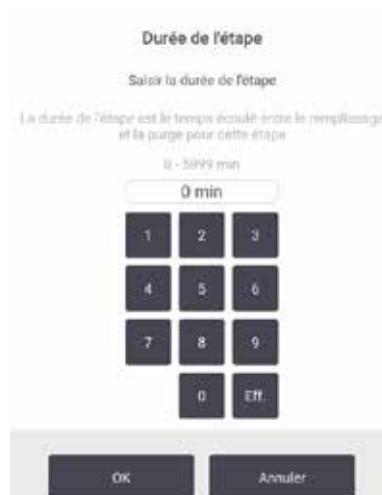 Durée de l'étape
Saisir la durée de l'étape
La durée de l'étape est le temps écoulé entre le remplissage
et la purge pour cette étape
0 - 5999 min
0 min
1 2 3
4 5 6
7 8 9
0 Eff.
OK Annuler